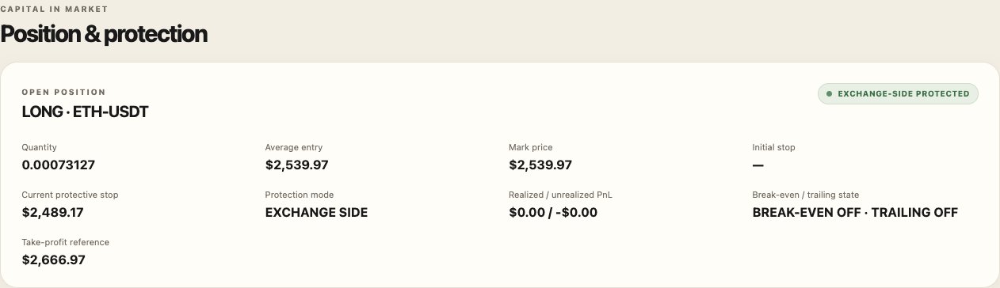 CAPITAL IN MARKET
Position & protection
OPEN POSITION
EXCHANGE-SIDE PROTECTED
LONG · ETH-USDT
Quantity
Average entry
Mark price
Initial stop
0.00073127
$2,539.97
$2,539.97
—
Current protective stop
Protection mode
Realized / unrealized PnL
Break-even / trailing state
$2,489.17
EXCHANGE SIDE
$0.00 / -$0.00
BREAK-EVEN OFF · TRAILING OFF
Take-profit reference
$2,666.97